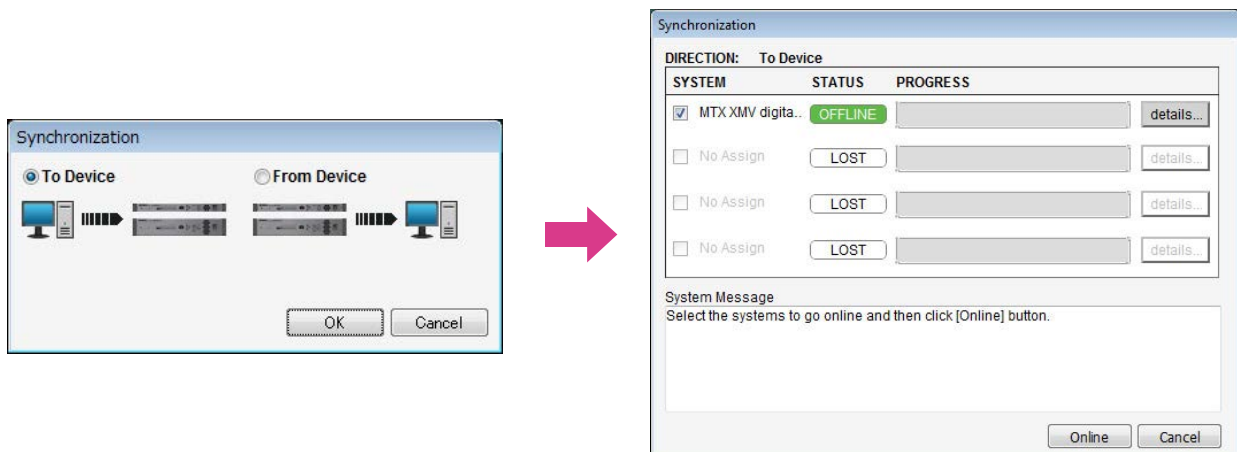 Synchronization
To Device From Device
OK Cancel
Synchronization
DIRECTION: To Device
SYSTEM STATUS PROGRESS
MTX XMV digita.. OFFLINE details...
No Assign LOST details...
No Assign LOST details...
No Assign LOST details...
System Message
Select the systems to go online and then click [Online] button.
Online Cancel